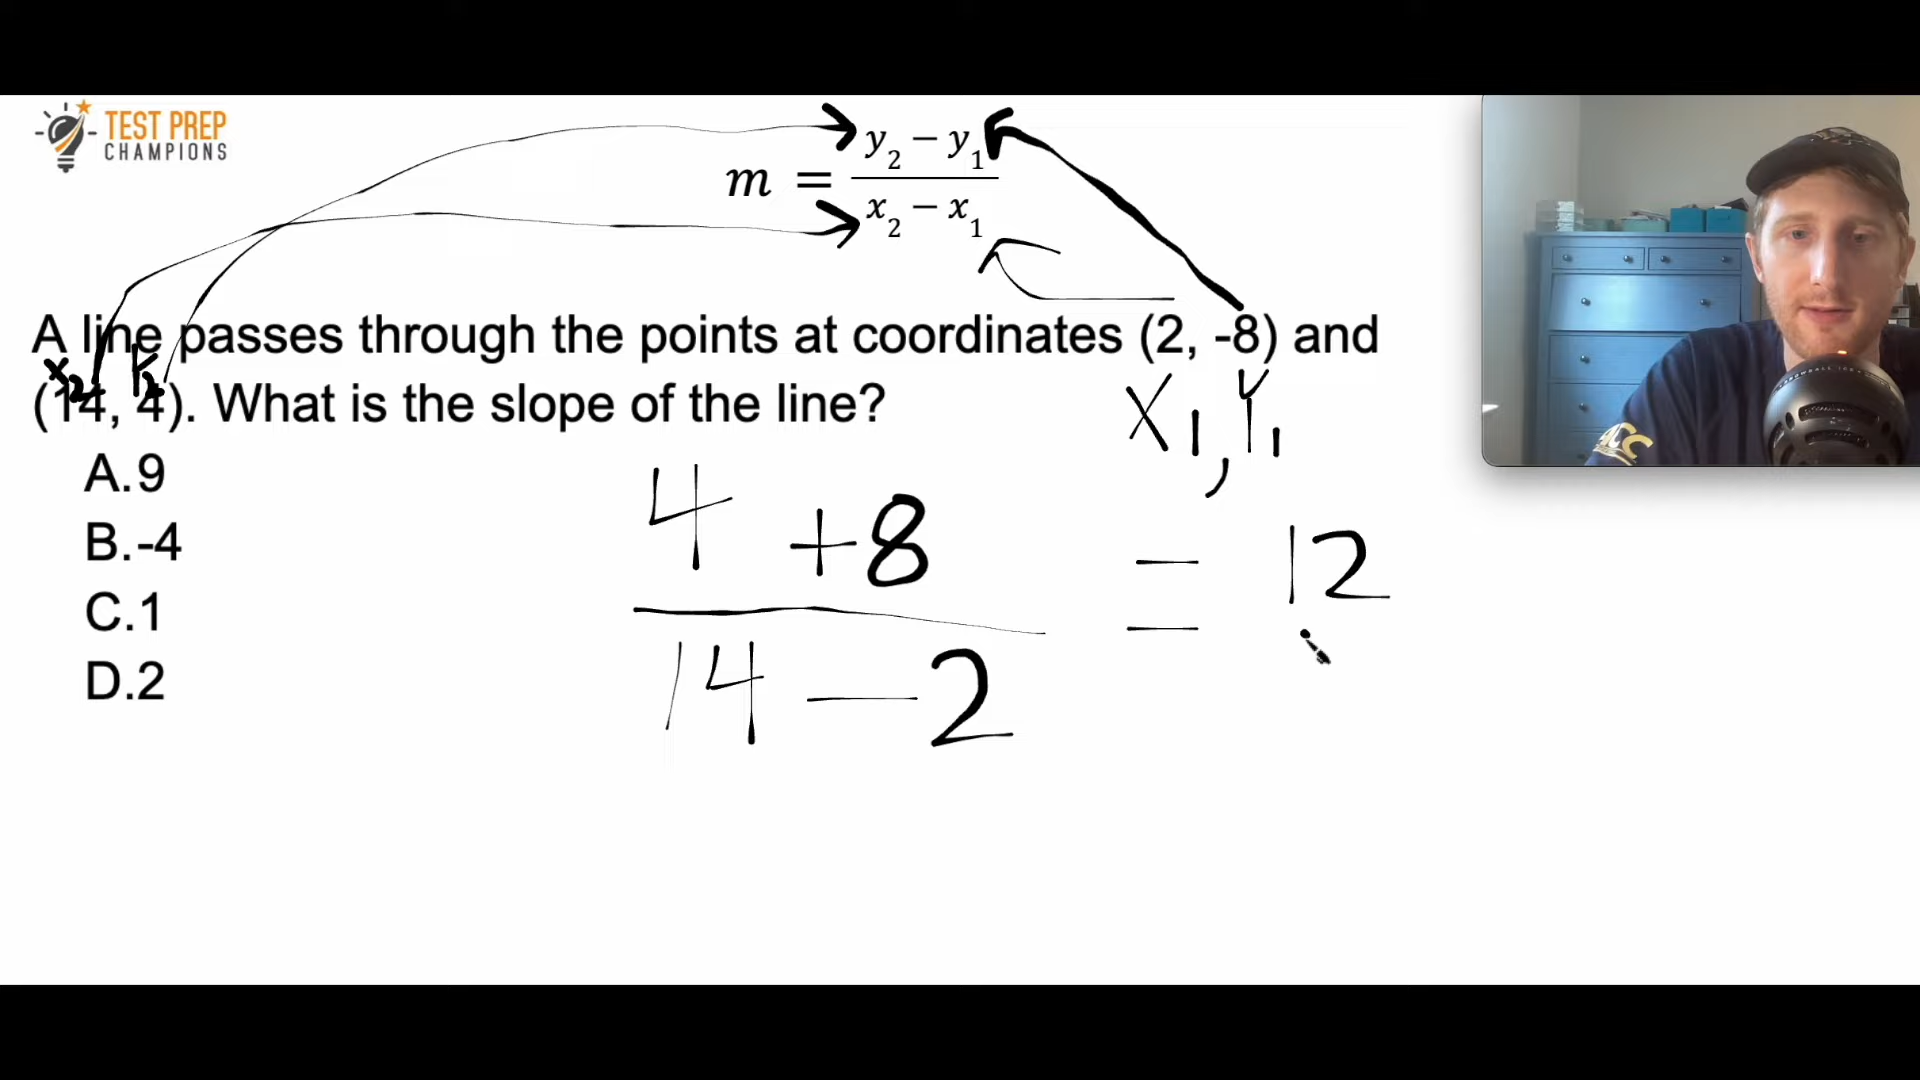 TEST PREP
CHAMPIONS
m = y₂ − y₁
x₂ − x₁
A line passes through the points at coordinates (2, -8) and
x₂ y₂
(14, 4). What is the slope of the line?
X₁, Y₁
A.9
B.-4
C.1
D.2
4 +8 = 12
14 — 2
ACC